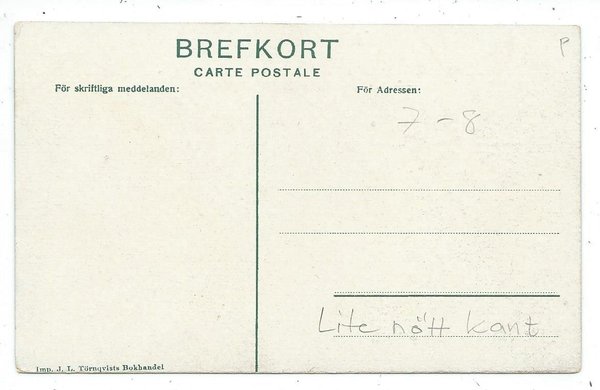 BREFKORT
CARTE POSTALE
P
För skriftliga meddelanden:
För Adressen:
7-8
Lite nött kant
Imp. J. L. Törnqvists Bokhandel